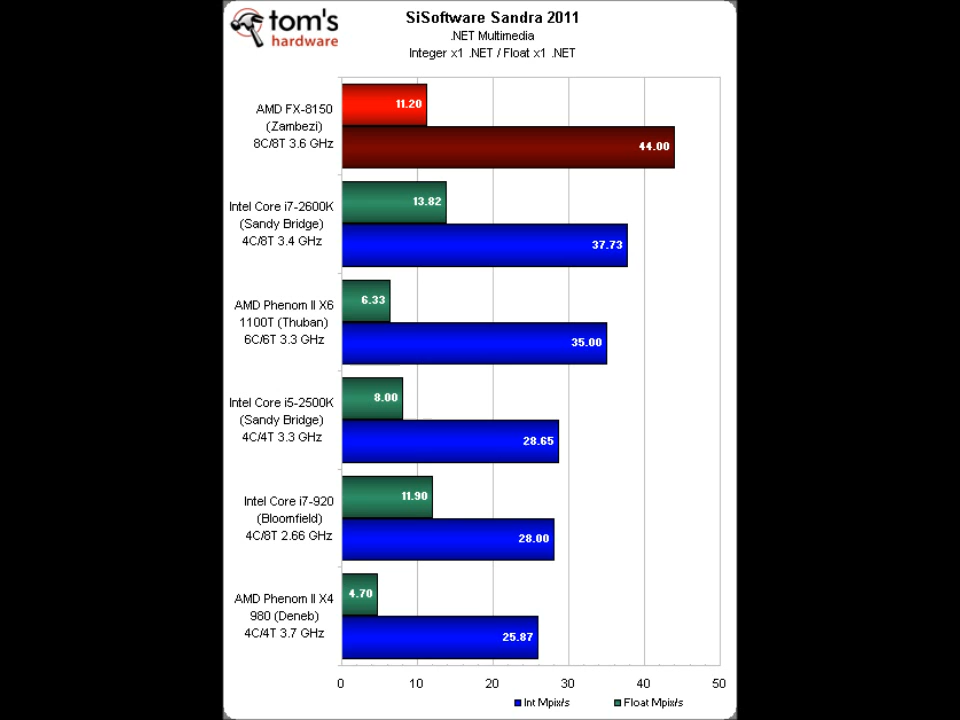 tom's
hardware
SiSoftware Sandra 2011
.NET Multimedia
Integer x1 .NET / Float x1 .NET
AMD FX-8150
(Zambezi)
8C/8T 3.6 GHz
11.20
44.00
Intel Core i7-2600K
(Sandy Bridge)
4C/8T 3.4 GHz
13.82
37.73
AMD Phenom II X6
1100T (Thuban)
6C/6T 3.3 GHz
6.33
35.00
Intel Core i5-2500K
(Sandy Bridge)
4C/4T 3.3 GHz
8.00
28.65
Intel Core i7-920
(Bloomfield)
4C/8T 2.66 GHz
11.90
28.00
AMD Phenom II X4
980 (Deneb)
4C/4T 3.7 GHz
4.70
25.87
0 10 20 30 40 50
Int Mpix/s Float Mpix/s